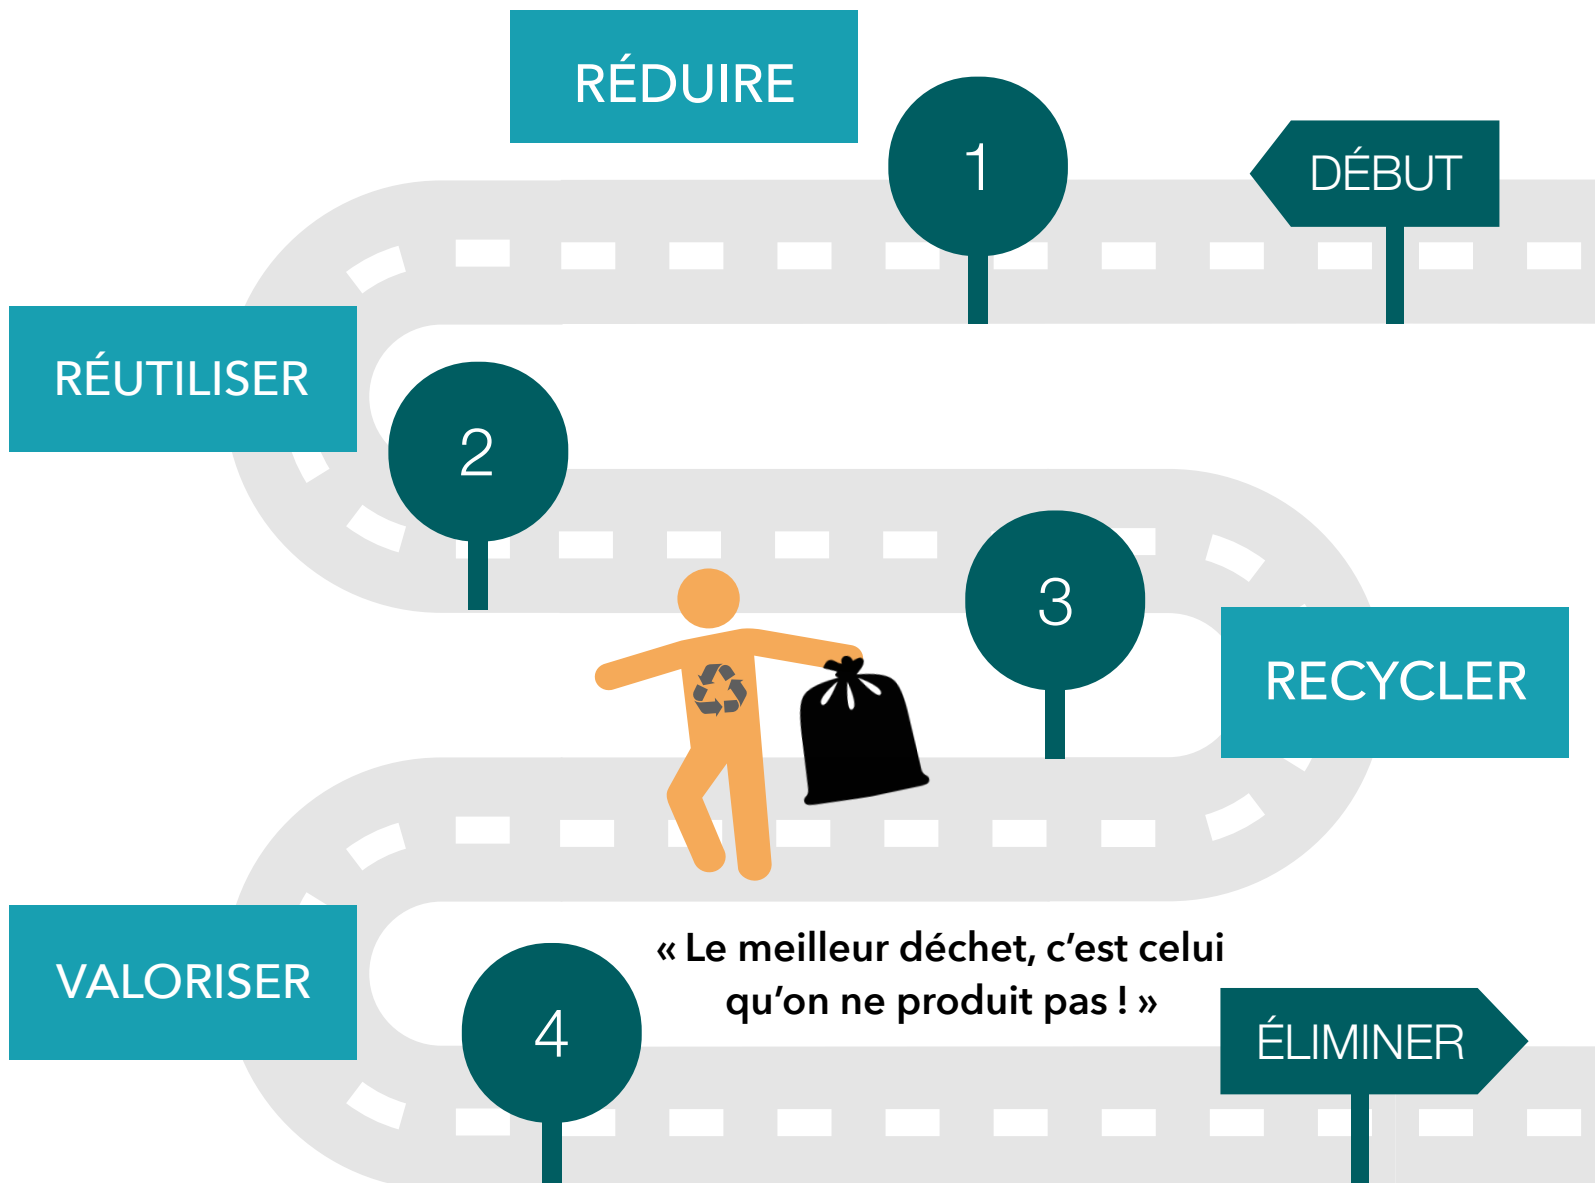 RÉDUIRE
1
DÉBUT
RÉUTILISER
2
3
RECYCLER
VALORISER
4
« Le meilleur déchet, c’est celui
qu’on ne produit pas ! »
ÉLIMINER